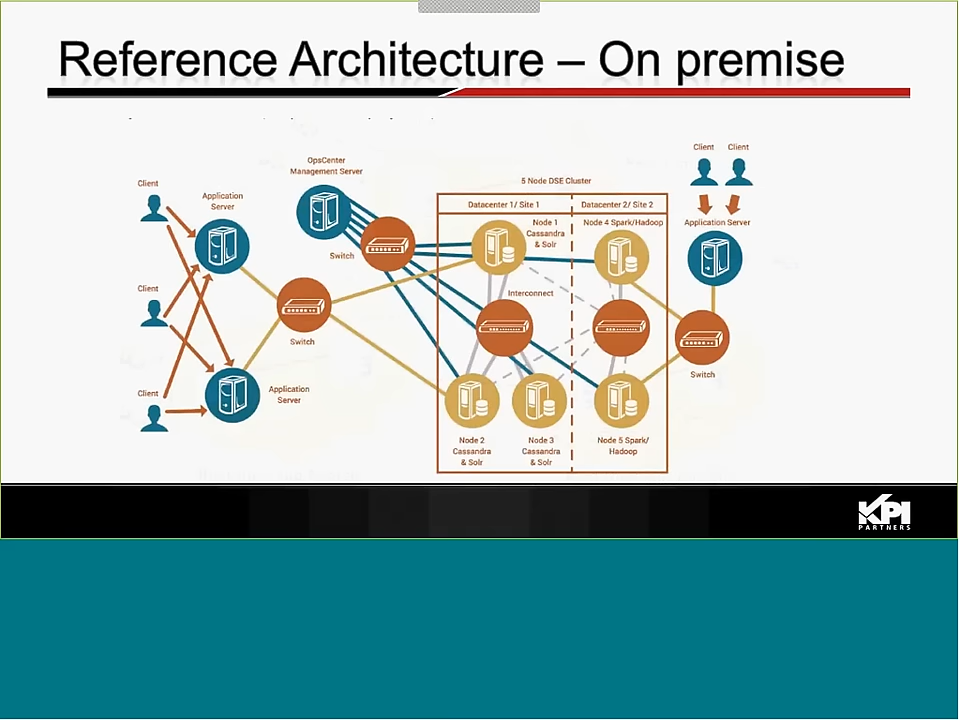 Reference Architecture – On premise
OpsCenter
Management Server
Client
Client
5 Node DSE Cluster
Client
Application
Server
Datacenter 1/ Site 1
Datacenter 2/ Site 2
Node 1
Cassandra
& Solr
Node 4 Spark/Hadoop
Application Server
Switch
Client
Interconnect
Switch
Switch
Client
Application
Server
Node 2
Cassandra
& Solr
Node 3
Cassandra
& Solr
Node 5 Spark/
Hadoop
KPI
PARTNERS